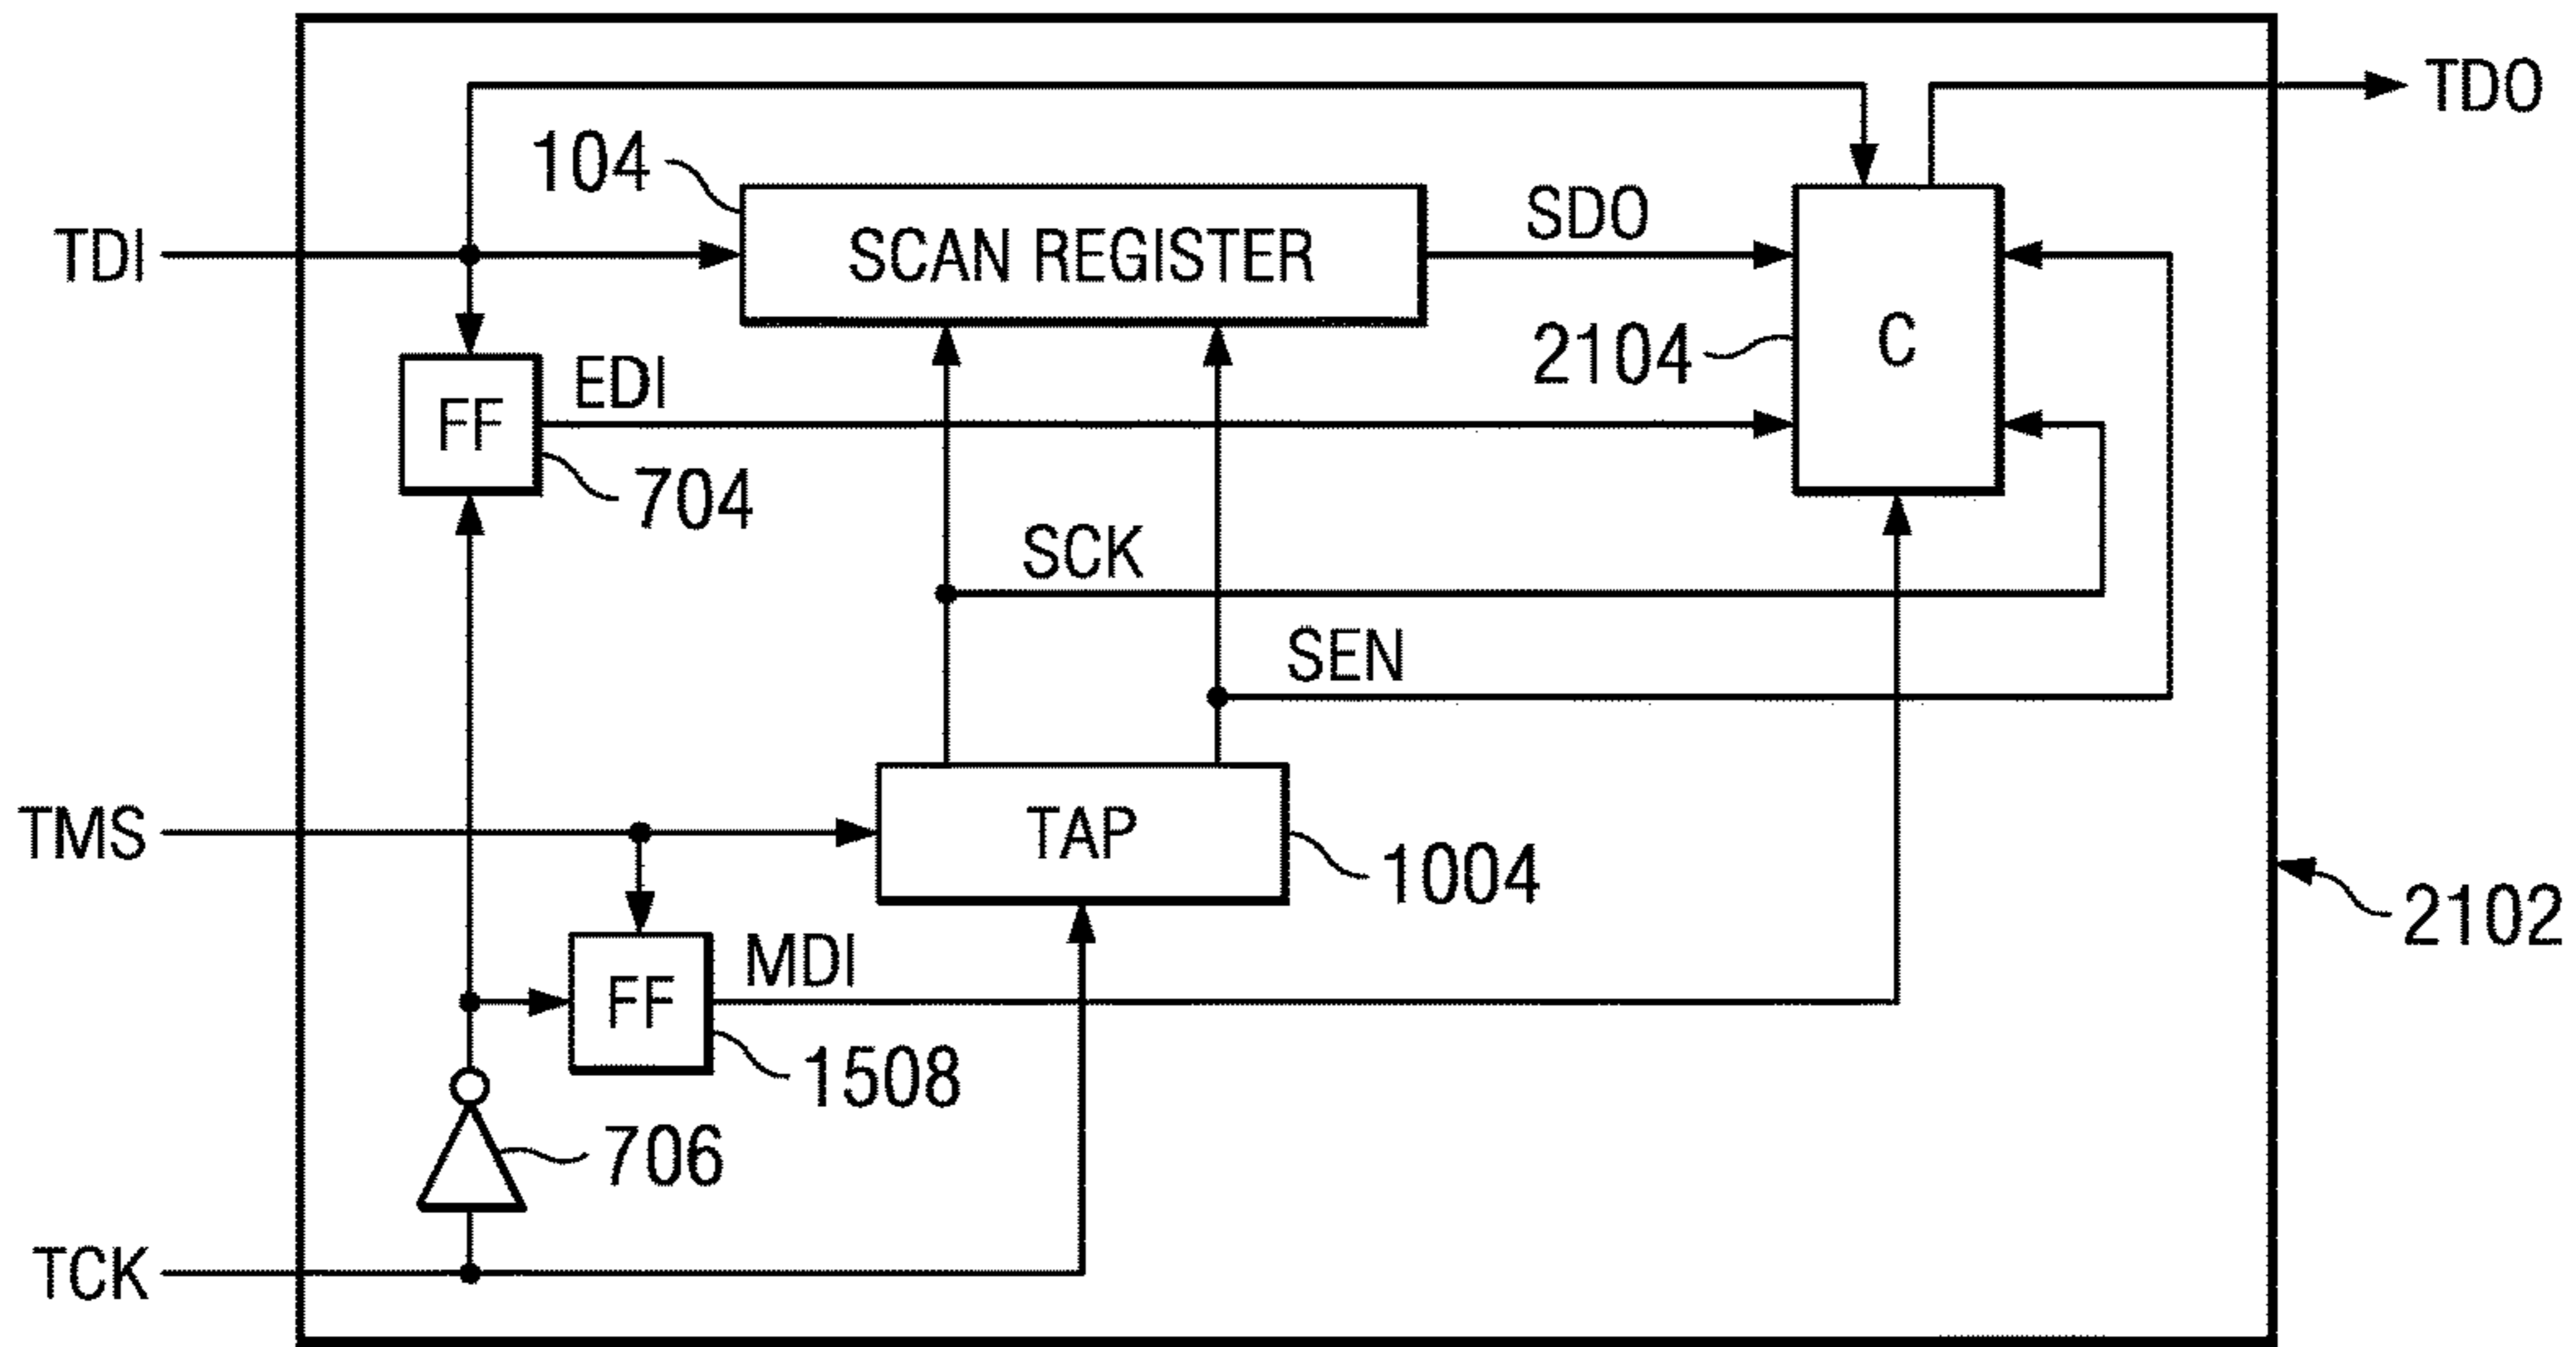 TDO
104
SDO
TDI
SCAN REGISTER
2104
C
EDI
FF
704
SCK
SEN
TMS
TAP
1004
2102
MDI
FF
1508
706
TCK